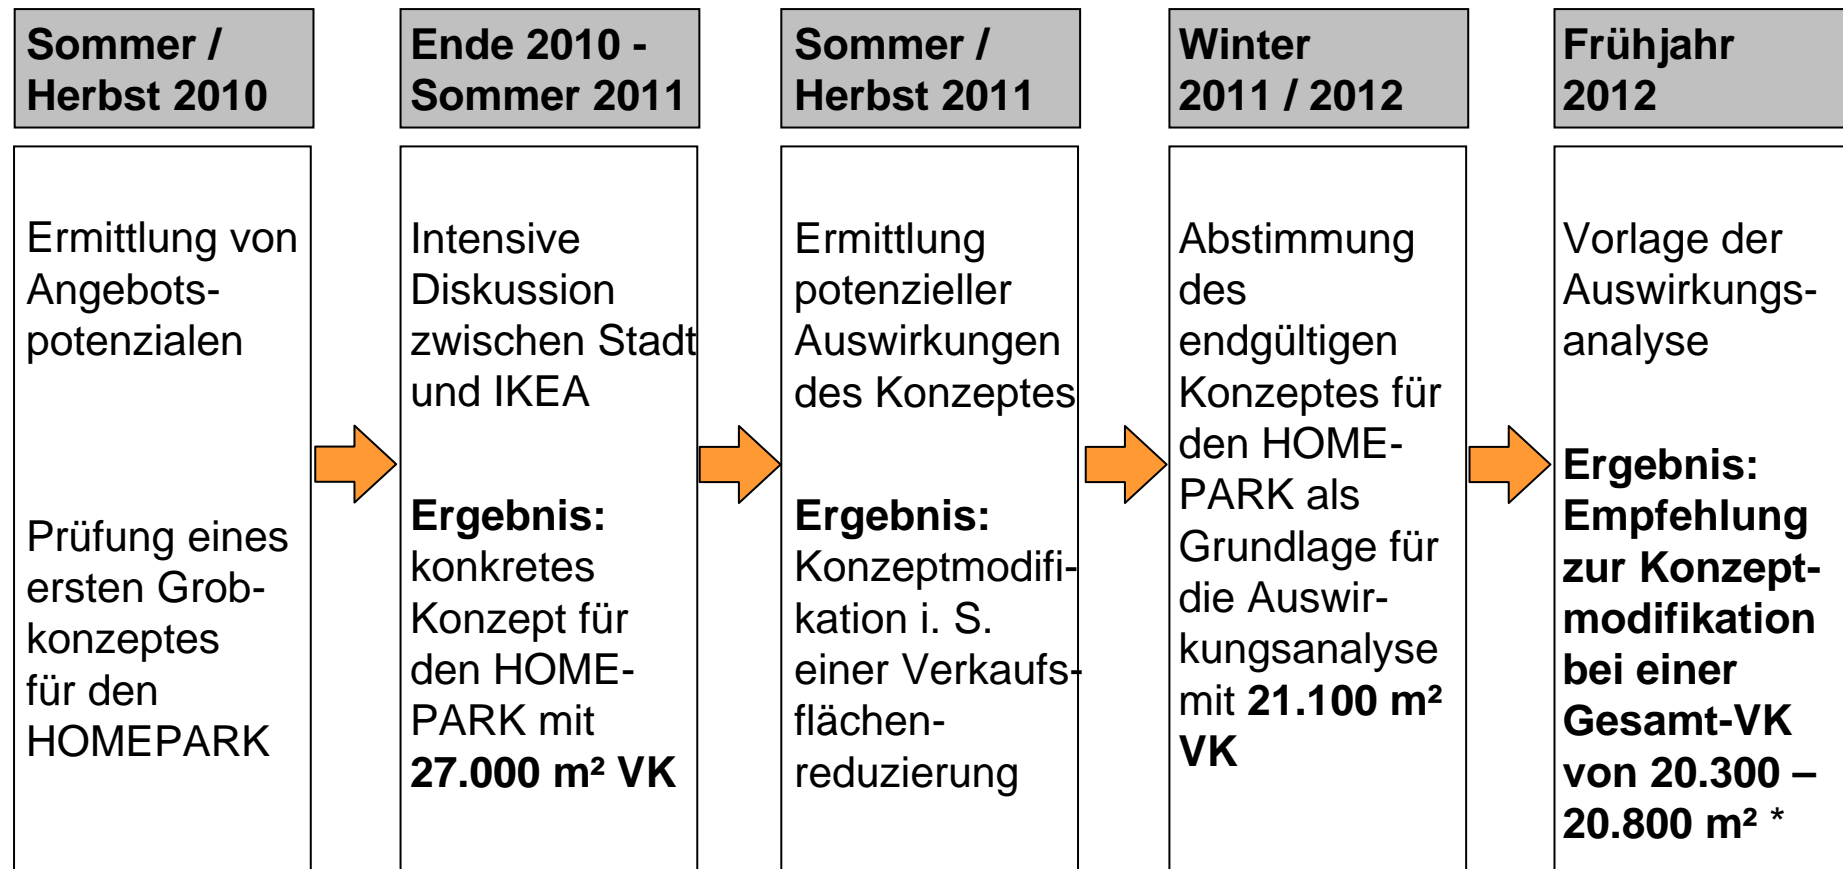 Sommer /
Herbst 2010
Ermittlung von
Angebots-
potenzialen
Prüfung eines
ersten Grob-
konzeptes
für den
HOMEPARK
Ende 2010 -
Sommer 2011
Intensive
Diskussion
zwischen Stadt
und IKEA
Ergebnis:
konkretes
Konzept für
den HOME-
PARK mit
27.000 m² VK
Sommer /
Herbst 2011
Ermittlung
potenzieller
Auswirkungen
des Konzeptes
Ergebnis:
Konzeptmodifi-
kation i. S.
einer Verkaufs-
flächen-
reduzierung
Winter
2011 / 2012
Abstimmung
des
endgültigen
Konzeptes für
den HOME-
PARK als
Grundlage für
die Auswir-
kungsanalyse
mit 21.100 m²
VK
Frühjahr
2012
Vorlage der
Auswirkungs-
analyse
Ergebnis:
Empfehlung
zur Konzept-
modifikation
bei einer
Gesamt-VK
von 20.300 –
20.800 m² *